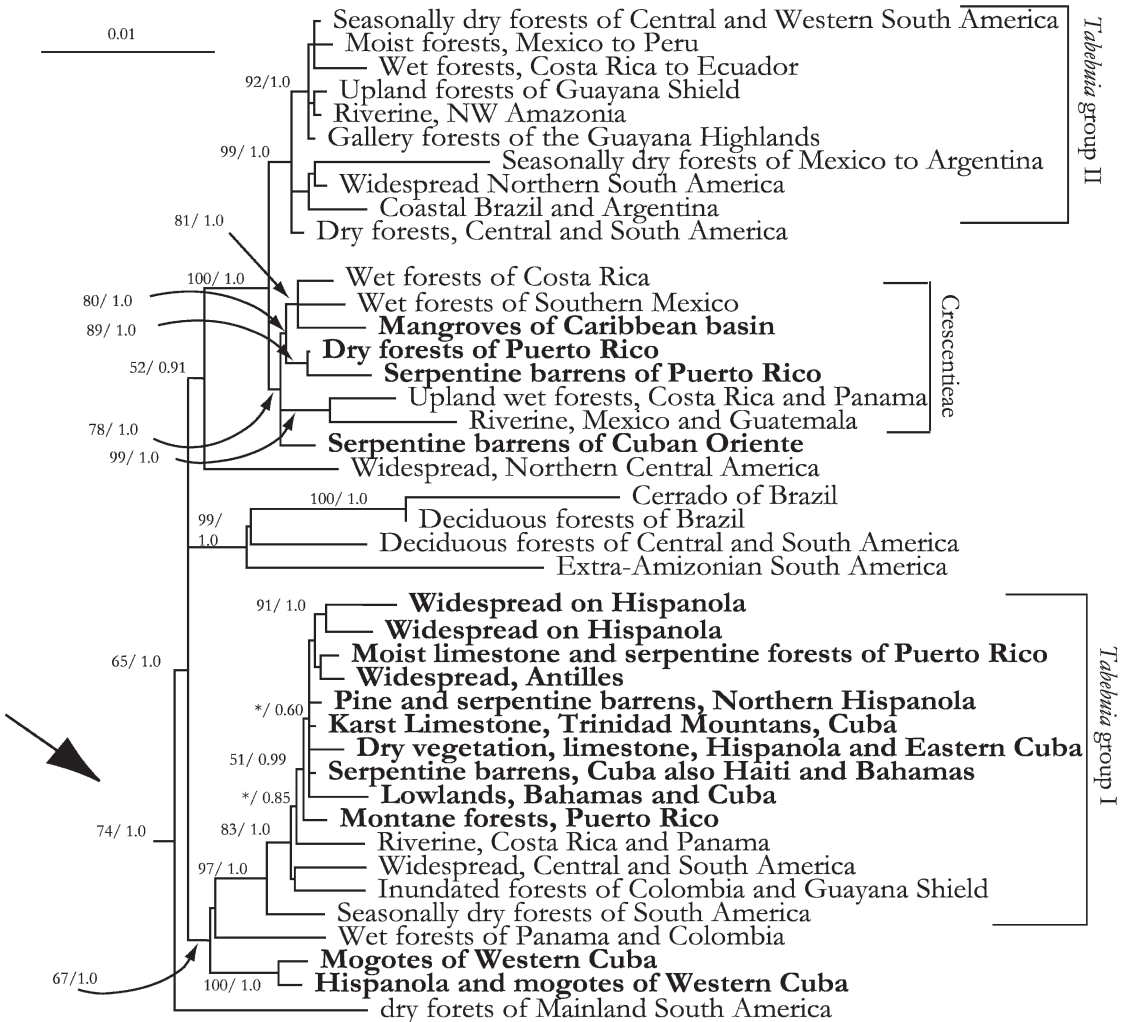 0.01
Seasonally dry forests of Central and Western South America
Moist forests, Mexico to Peru
Wet forests, Costa Rica to Ecuador
92/1.0
Upland forests of Guayana Shield
Riverine, NW Amazonia
Gallery forests of the Guayana Highlands
99/ 1.0
Seasonally dry forests of Mexico to Argentina
Widespread Northern South America
Coastal Brazil and Argentina
Dry forests, Central and South America
Tabebuia group II
81/ 1.0
100/ 1.0
Wet forests of Costa Rica
80/ 1.0
Wet forests of Southern Mexico
89/ 1.0
Mangroves of Caribbean basin
Dry forests of Puerto Rico
52/ 0.91
Serpentine barrens of Puerto Rico
Upland wet forests, Costa Rica and Panama
Riverine, Mexico and Guatemala
78/ 1.0
Serpentine barrens of Cuban Oriente
99/ 1.0
Crescentieae
Widespread, Northern Central America
100/ 1.0
Cerrado of Brazil
99/
1.0
Deciduous forests of Brazil
Deciduous forests of Central and South America
Extra-Amizonian South America
91/ 1.0
Widespread on Hispanola
Widespread on Hispanola
Moist limestone and serpentine forests of Puerto Rico
65/ 1.0
Widespread, Antilles
Pine and serpentine barrens, Northern Hispanola
*/ 0.60
Karst Limestone, Trinidad Mountans, Cuba
Dry vegetation, limestone, Hispanola and Eastern Cuba
51/ 0.99
Serpentine barrens, Cuba also Haiti and Bahamas
*/ 0.85
Lowlands, Bahamas and Cuba
Montane forests, Puerto Rico
74/ 1.0
83/ 1.0
Riverine, Costa Rica and Panama
97/ 1.0
Widespread, Central and South America
Inundated forests of Colombia and Guayana Shield
Seasonally dry forests of South America
Tabebuia group I
Wet forests of Panama and Colombia
Mogotes of Western Cuba
67/1.0
100/ 1.0
Hispanola and mogotes of Western Cuba
dry forets of Mainland South America